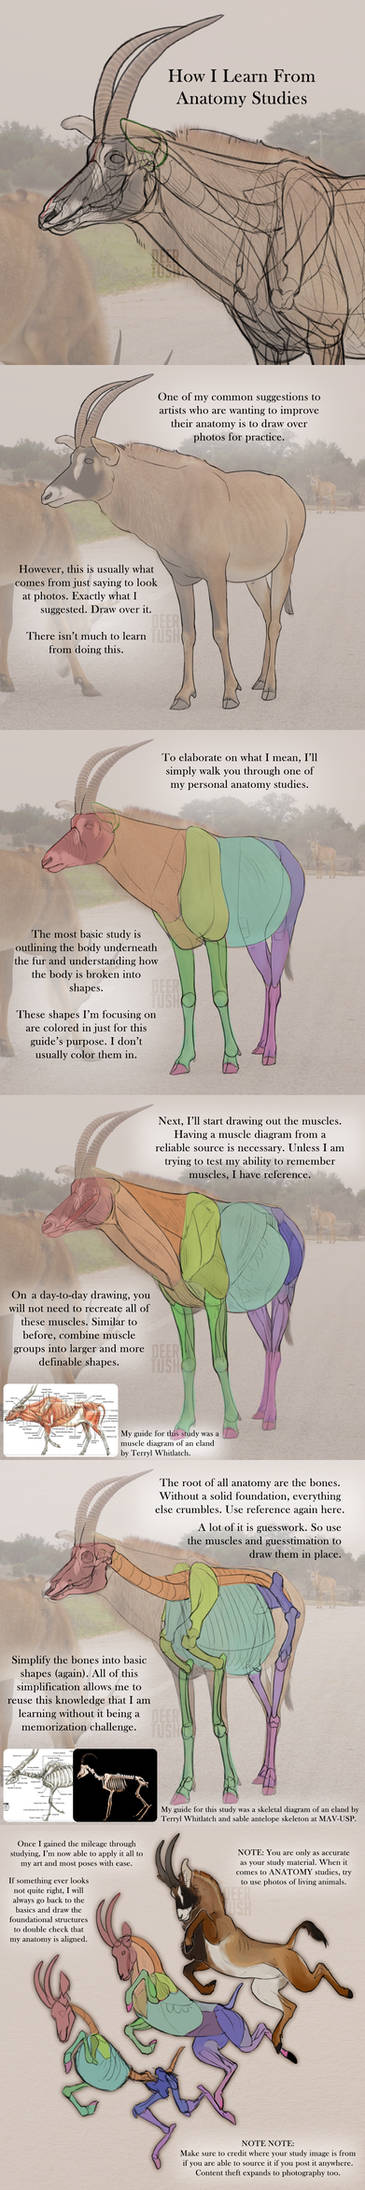 How I Learn From
Anatomy Studies
DEER
TUSH
One of my common suggestions to
artists who are wanting to improve
their anatomy is to draw over
photos for practice.
However, this is usually what
comes from just saying to look
at photos. Exactly what I
suggested. Draw over it.
There isn't much to learn
from doing this.
DEER
TUSH
To elaborate on what I mean, I'll
simply walk you through one of
my personal anatomy studies.
The most basic study is
outlining the body underneath
the fur and understanding how
the body is broken into
shapes.
These shapes I'm focusing on
are colored in just for this
guide's purpose. I don't
usually color them in.
DEER
TUSH
Next, I'll start drawing out the muscles.
Having a muscle diagram from a
reliable source is necessary. Unless I am
trying to test my ability to remember
muscles, I have reference.
On a day-to-day drawing, you
will not need to recreate all of
these muscles. Similar to
before, combine muscle
groups into larger and more
definable shapes.
DEER
TUSH
My guide for this study was a
muscle diagram of an eland
by Terryl Whitlatch.
The root of all anatomy are the bones.
Without a solid foundation, everything
else crumbles. Use reference again here.
A lot of it is guesswork. So use
the muscles and guesstimation to
draw them in place.
Simplify the bones into basic
shapes (again). All of this
simplification allows me to
reuse this knowledge that I am
learning without it being a
memorization challenge.
DEER
TUSH
My guide for this study was a skeletal diagram of an eland by
Terryl Whitlatch and sable antelope skeleton at MAV-USP.
Once I gained the mileage through
studying, I'm now able to apply it all to
my art and most poses with ease.
If something ever looks
not quite right, I will
always go back to the
basics and draw the
foundational structures
to double check that
my anatomy is aligned.
NOTE: You are only as accurate
as your study material. When it
comes to ANATOMY studies, try
to use photos of living animals.
DEER
TUSH
NOTE NOTE:
Make sure to credit where your study image is from
if you are able to source it if you post it anywhere.
Content theft expands to photography too.